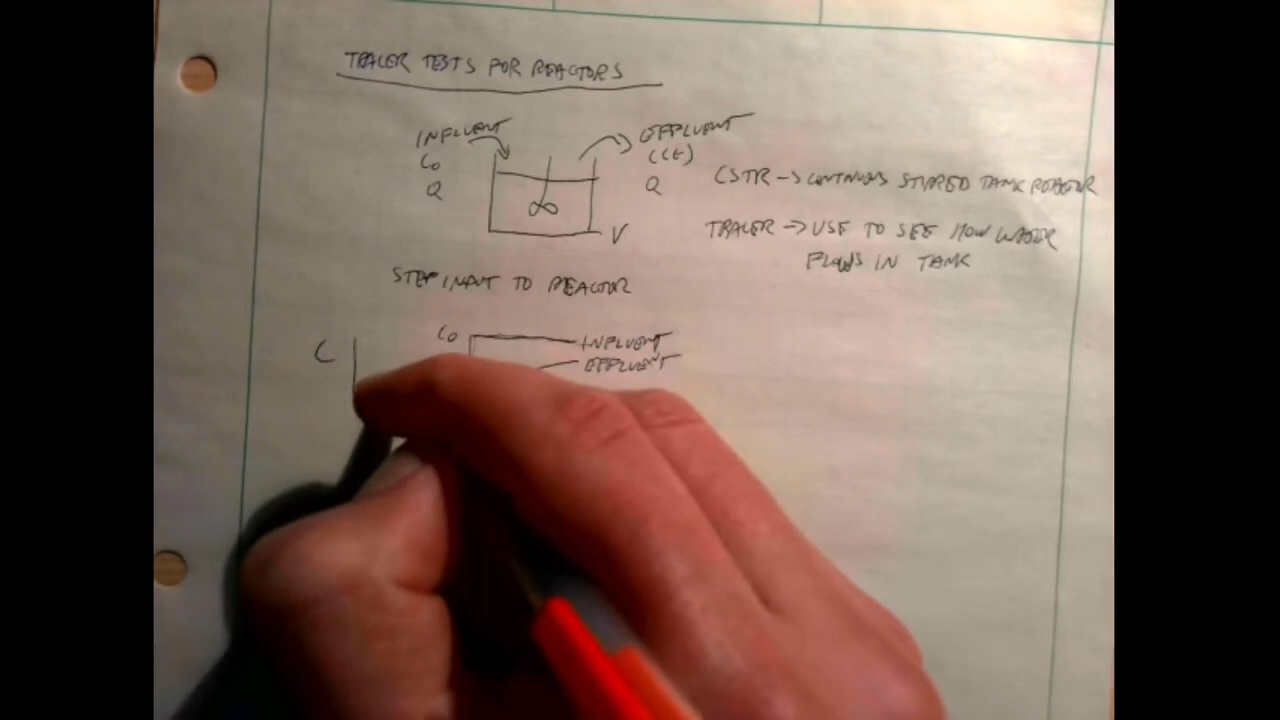 TRACER TESTS FOR REACTORS
INFLUENT
C0
Q
EFFLUENT
(Ct)
Q
V
CSTR -> CONTINUOUS STIRRED TANK REACTOR
TRACER -> USE TO SEE HOW WATER
FLOWS IN TANK
STEP INPUT TO REACTOR
C
C0
INFLUENT
EFFLUENT